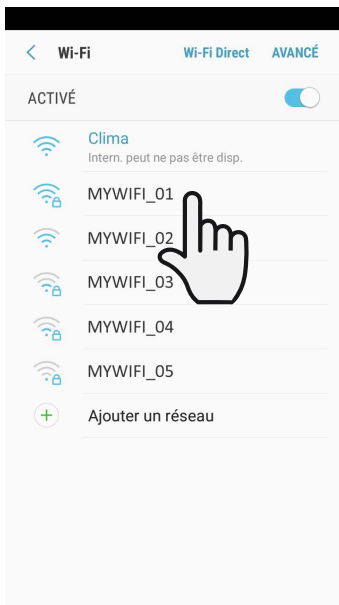 Wi-Fi Wi-Fi Direct AVANCÉ
ACTIVÉ
Clima
Intern. peut ne pas être disp.
MYWIFI_01
MYWIFI_02
MYWIFI_03
MYWIFI_04
MYWIFI_05
Ajouter un réseau